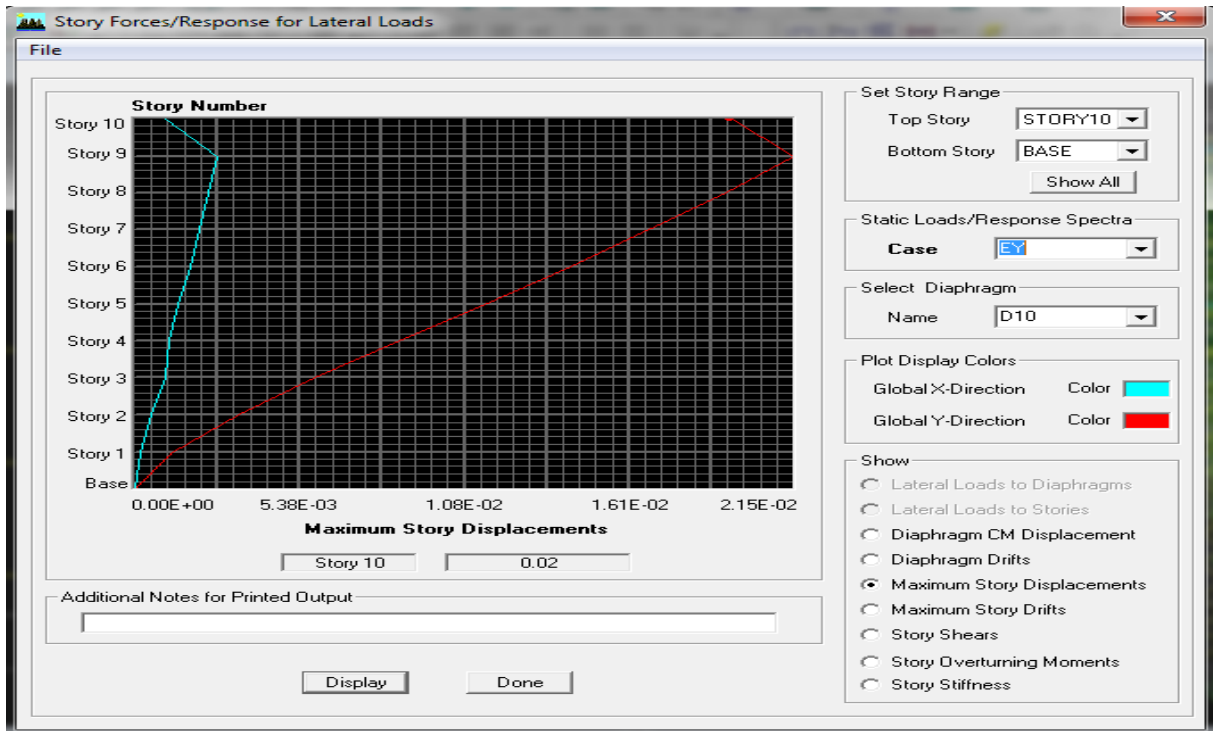 Story Forces/Response for Lateral Loads
File
Story Number
Story 10
Story 9
Story 8
Story 7
Story 6
Story 5
Story 4
Story 3
Story 2
Story 1
Base
0.00E+00 5.38E-03 1.08E-02 1.61E-02 2.15E-02
Maximum Story Displacements
Story 10 0.02
Additional Notes for Printed Output
Display Done
Set Story Range
Top Story STORY10
Bottom Story BASE
Show All
Static Loads/Response Spectra
Case EY
Select Diaphragm
Name D10
Plot Display Colors
Global X-Direction Color
Global Y-Direction Color
Show
Lateral Loads to Diaphragms
Lateral Loads to Stories
Diaphragm CM Displacement
Diaphragm Drifts
Maximum Story Displacements
Maximum Story Drifts
Story Shears
Story Overturning Moments
Story Stiffness